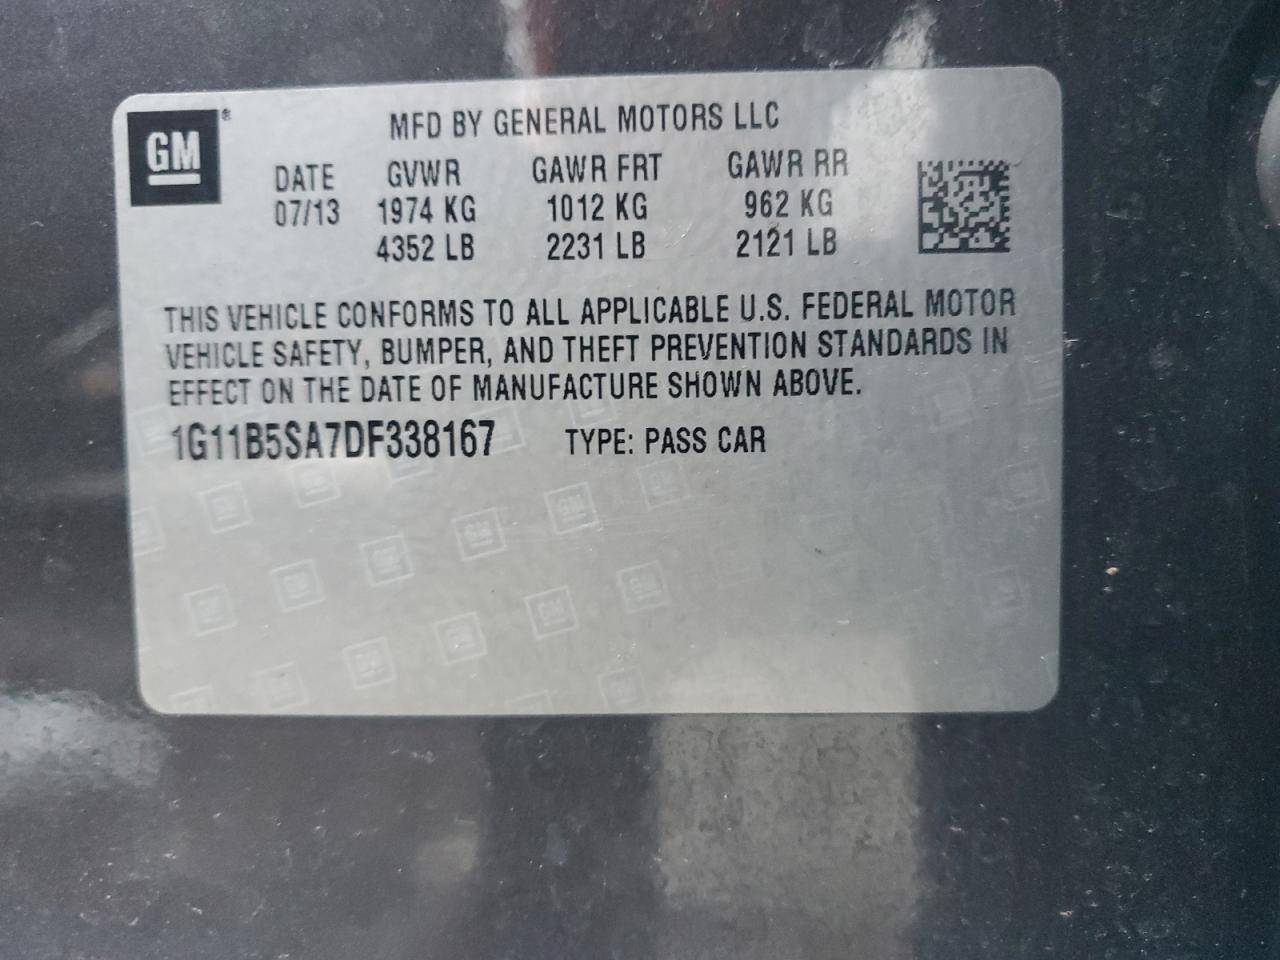 GM®
MFD BY GENERAL MOTORS LLC
DATE GVWR GAWR FRT GAWR RR
07/13 1974 KG 1012 KG 962 KG
4352 LB 2231 LB 2121 LB
THIS VEHICLE CONFORMS TO ALL APPLICABLE U.S. FEDERAL MOTOR
VEHICLE SAFETY, BUMPER, AND THEFT PREVENTION STANDARDS IN
EFFECT ON THE DATE OF MANUFACTURE SHOWN ABOVE.
1G11B5SA7DF338167 TYPE: PASS CAR